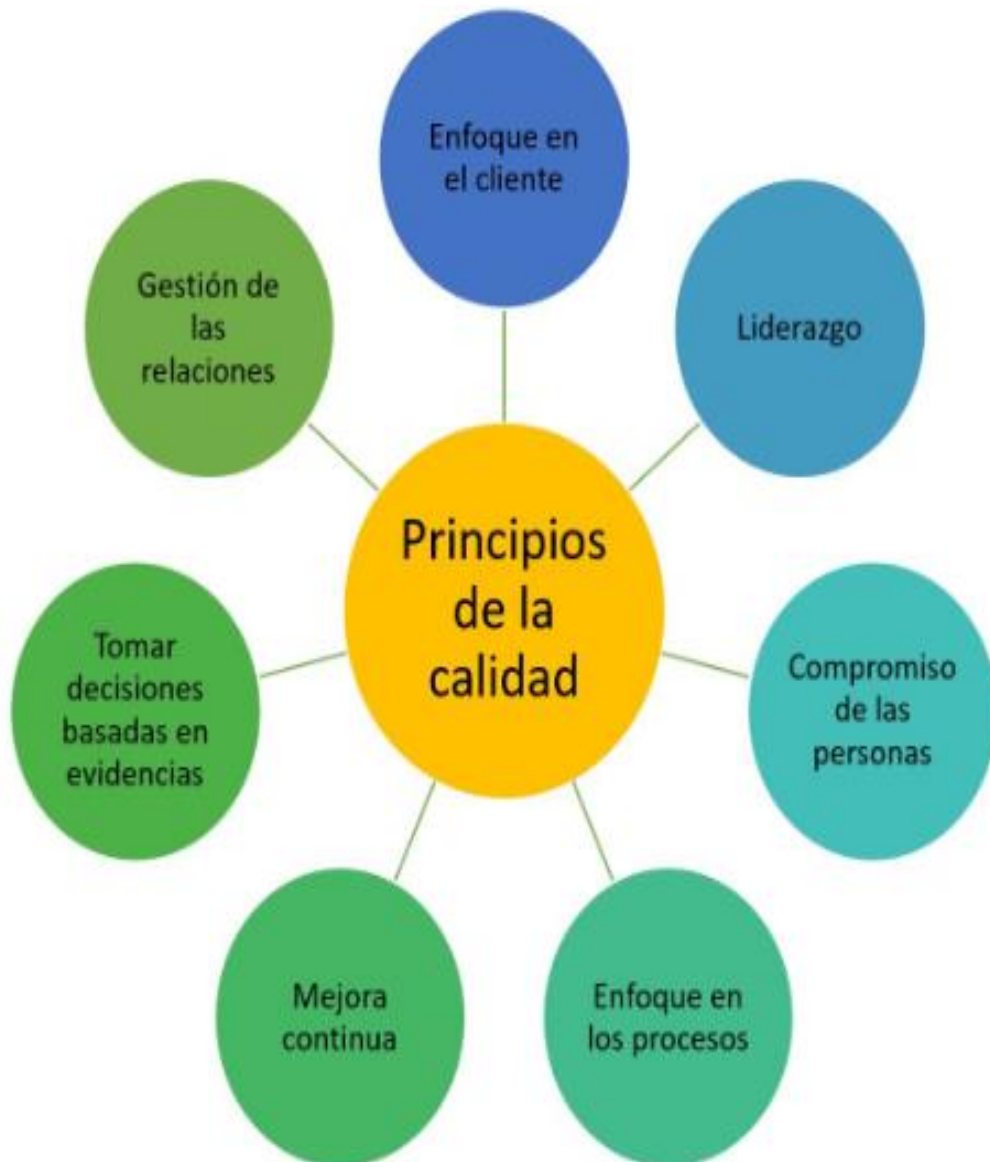 Enfoque en
el cliente
Liderazgo
Compromiso
de las
personas
Enfoque en
los procesos
Mejora
continua
Tomar
decisiones
basadas en
evidencias
Gestión de
las
relaciones
Principios
de la
calidad